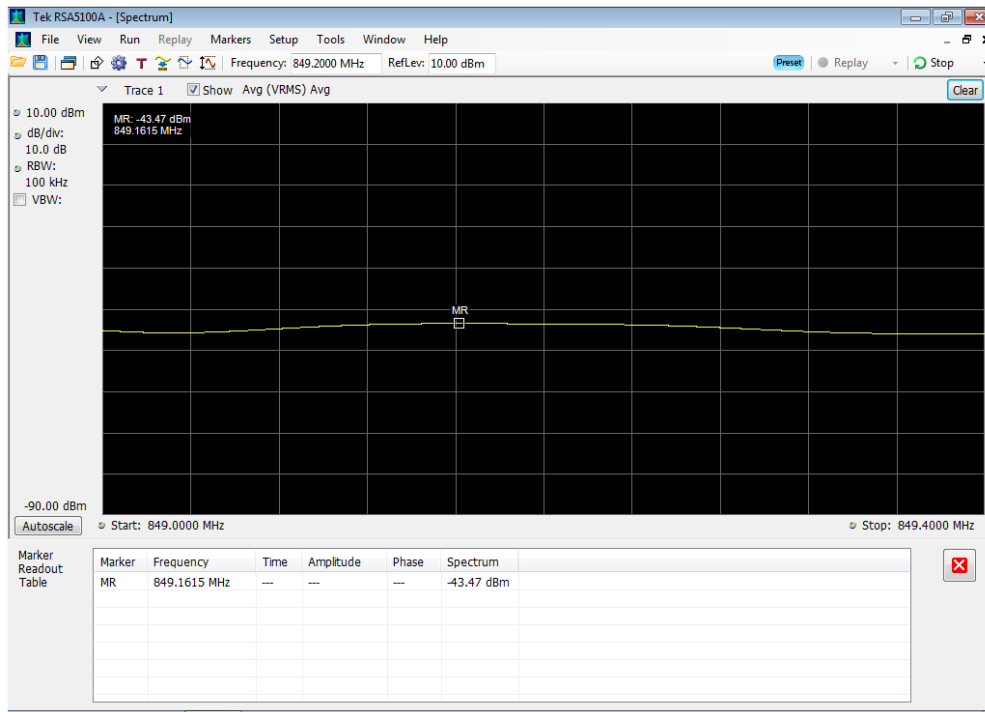 Tek RSA5100A - [Spectrum]
File View Run Replay Markers Setup Tools Window Help
T Frequency: 849.2000 MHz RefLev: 10.00 dBm Preset Replay Stop
Trace 1 Show Avg (VRMS) Avg Clear
10.00 dBm
dB/div:
10.0 dB
RBW:
100 kHz
VBW:
MR: -43.47 dBm
849.1615 MHz
MR
-90.00 dBm
Autoscale Start: 849.0000 MHz Stop: 849.4000 MHz
Marker
Readout
Table
Marker Frequency Time Amplitude Phase Spectrum
MR 849.1615 MHz --- --- --- -43.47 dBm